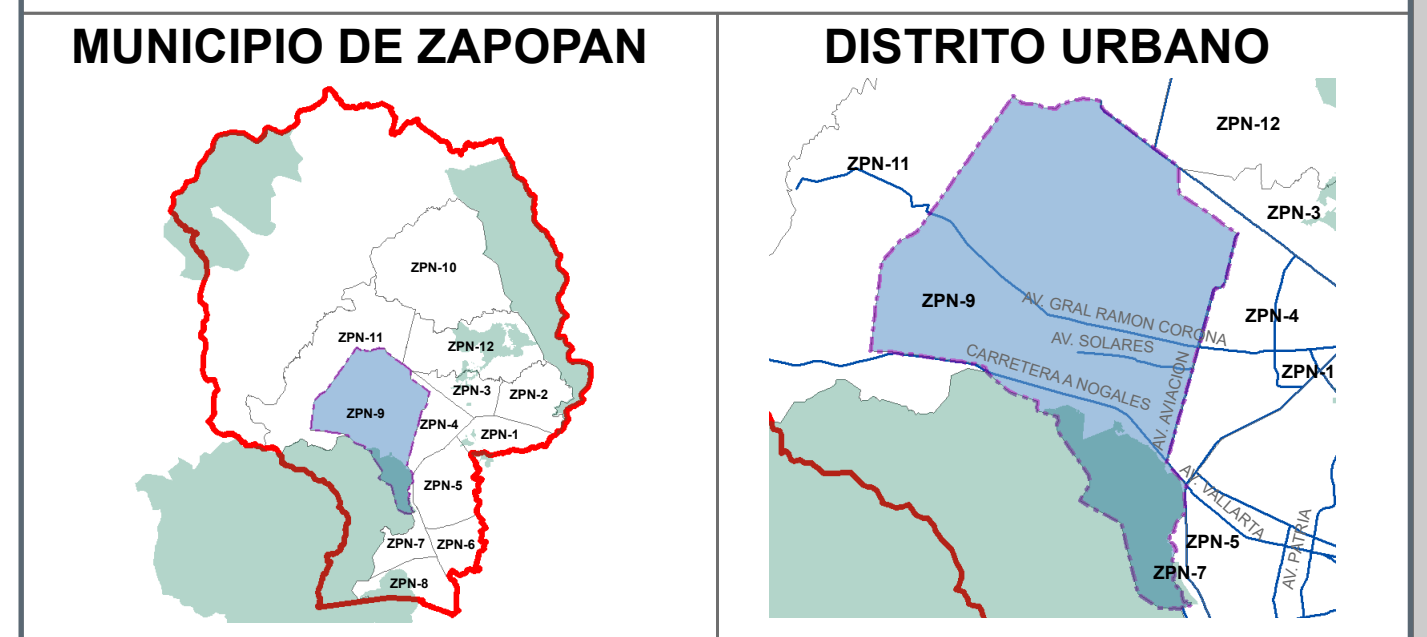 MUNICIPIO DE ZAPOPAN
ZPN-10
ZPN-11
ZPN-12
ZPN-3
ZPN-2
ZPN-9
ZPN-4
ZPN-1
ZPN-5
ZPN-7
ZPN-6
ZPN-8
DISTRITO URBANO
ZPN-12
ZPN-11
ZPN-3
ZPN-9
AV. GRAL RAMON CORONA
ZPN-4
AV. SOLARES
CARRETERA A NOGALES
ZPN-1
AV. AVIACION
AV. VALLARTA
AV. PATRIA
ZPN-5
ZPN-7